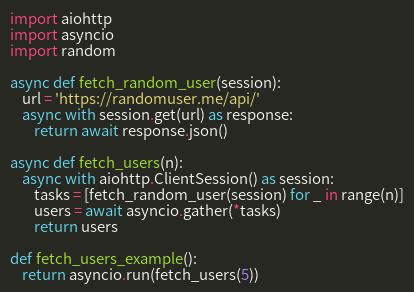 import aiohttp
import asyncio
import random

async def fetch_random_user(session):
    url = 'https://randomuser.me/api/'
    async with session.get(url) as response:
        return await response.json()

async def fetch_users(n):
    async with aiohttp.ClientSession() as session:
        tasks = [fetch_random_user(session) for _ in range(n)]
        users = await asyncio.gather(*tasks)
        return users

def fetch_users_example():
    return asyncio.run(fetch_users(5))